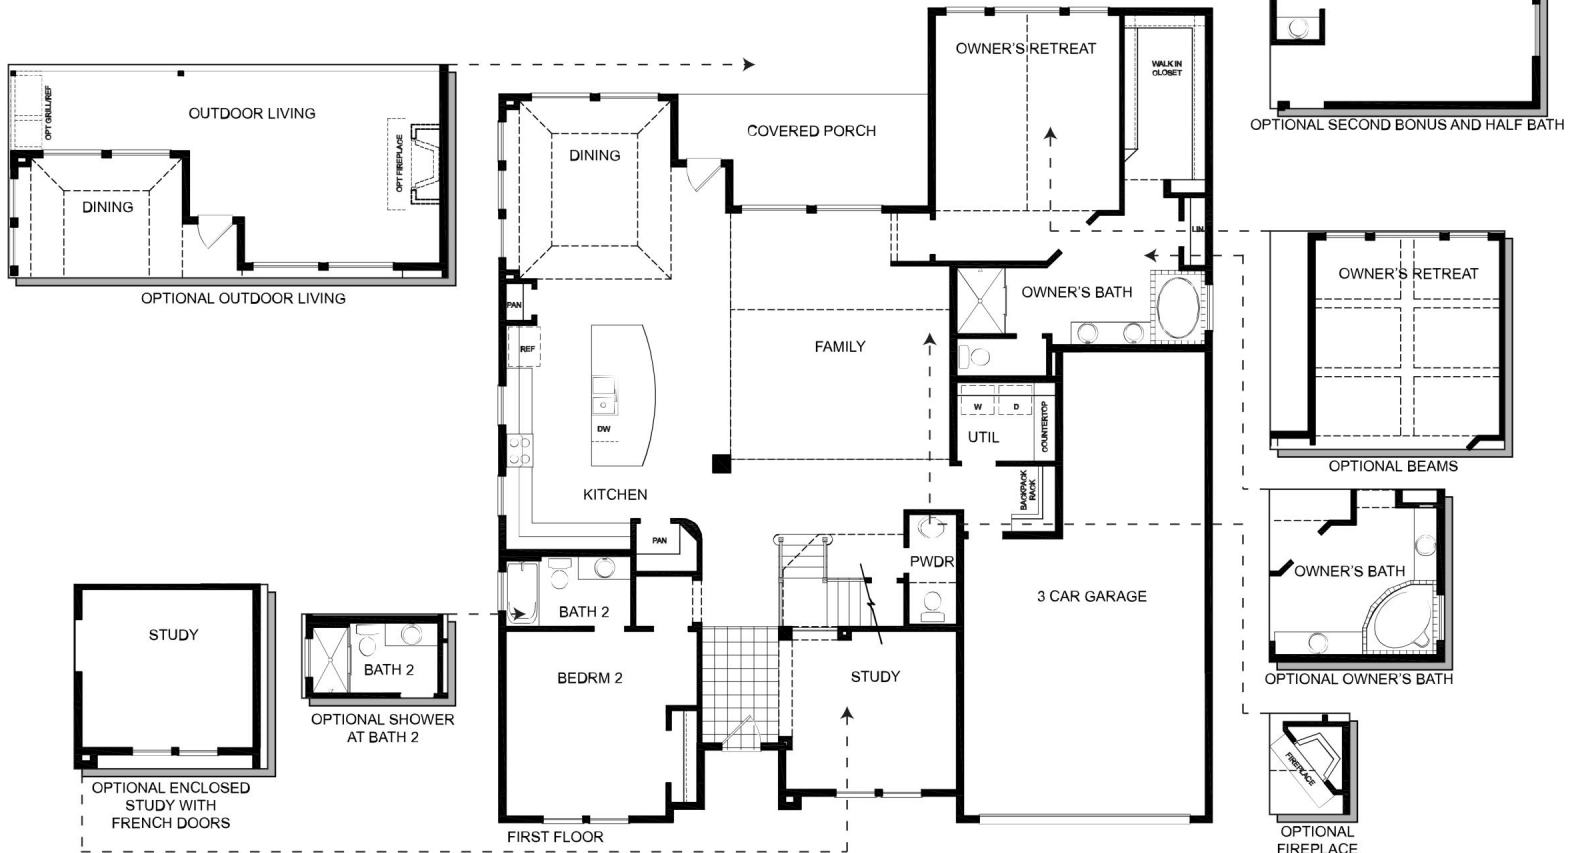 OUTDOOR LIVING
OPT GRILL/REF
OPT FIREPLACE
DINING
OPTIONAL OUTDOOR LIVING
OWNER'S RETREAT
WALK IN
CLOSET
COVERED PORCH
DINING
LIN
PAN
REF
OWNER'S BATH
FAMILY
DW
W
D
COUNTERTOP
UTIL
KITCHEN
BACKPACK
RACK
PAN
PWDR
BATH 2
3 CAR GARAGE
BEDRM 2
STUDY
FIRST FLOOR
STUDY
OPTIONAL ENCLOSED
STUDY WITH
FRENCH DOORS
BATH 2
OPTIONAL SHOWER
AT BATH 2
OPTIONAL SECOND BONUS AND HALF BATH
OWNER'S RETREAT
OPTIONAL BEAMS
OWNER'S BATH
OPTIONAL OWNER'S BATH
FIREPLACE
OPTIONAL
FIREPLACE